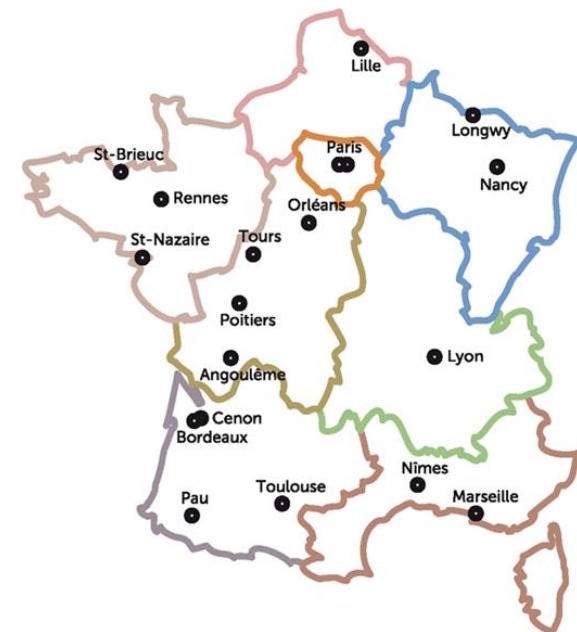 Lille
Longwy
Paris
St-Brieuc
Nancy
Rennes
Orléans
St-Nazaire
Tours
Poitiers
Lyon
Angoulême
Cenon
Bordeaux
Nîmes
Pau
Toulouse
Marseille